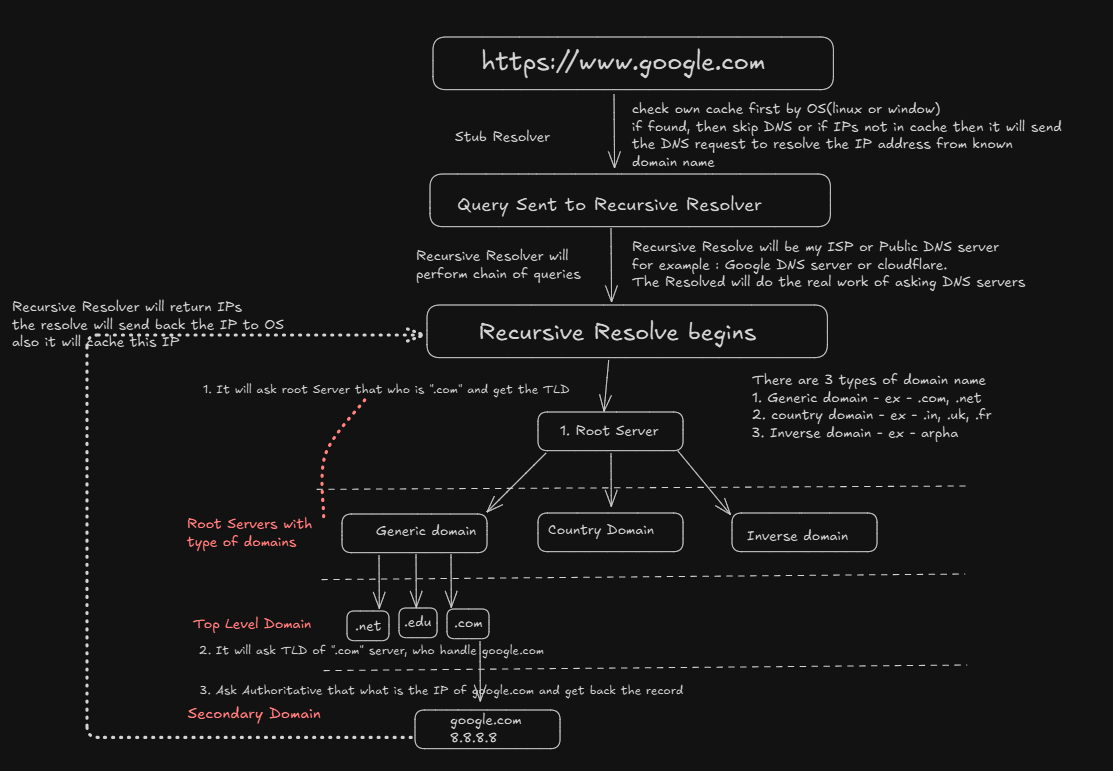 https://www.google.com
Stub Resolver
check own cache first by OS(linux or window)
if found, then skip DNS or if IPs not in cache then it will send
the DNS request to resolve the IP address from known
domain name
Query Sent to Recursive Resolver
Recursive Resolver will
perform chain of queries
Recursive Resolve will be my ISP or Public DNS server
for example : Google DNS server or cloudflare.
The Resolved will do the real work of asking DNS servers
Recursive Resolver will return IPs
the resolve will send back the IP to OS
also it will cache this IP
Recursive Resolve begins
1. It will ask root Server that who is ".com" and get the TLD
There are 3 types of domain name
1. Generic domain - ex - .com, .net
2. country domain - ex - .in, .uk, .fr
3. Inverse domain - ex - arpha
1. Root Server
Root Servers with
type of domains
Generic domain
Country Domain
Inverse domain
Top Level Domain
.net
.edu
.com
2. It will ask TLD of ".com" server, who handle google.com
3. Ask Authoritative that what is the IP of google.com and get back the record
Secondary Domain
google.com
8.8.8.8